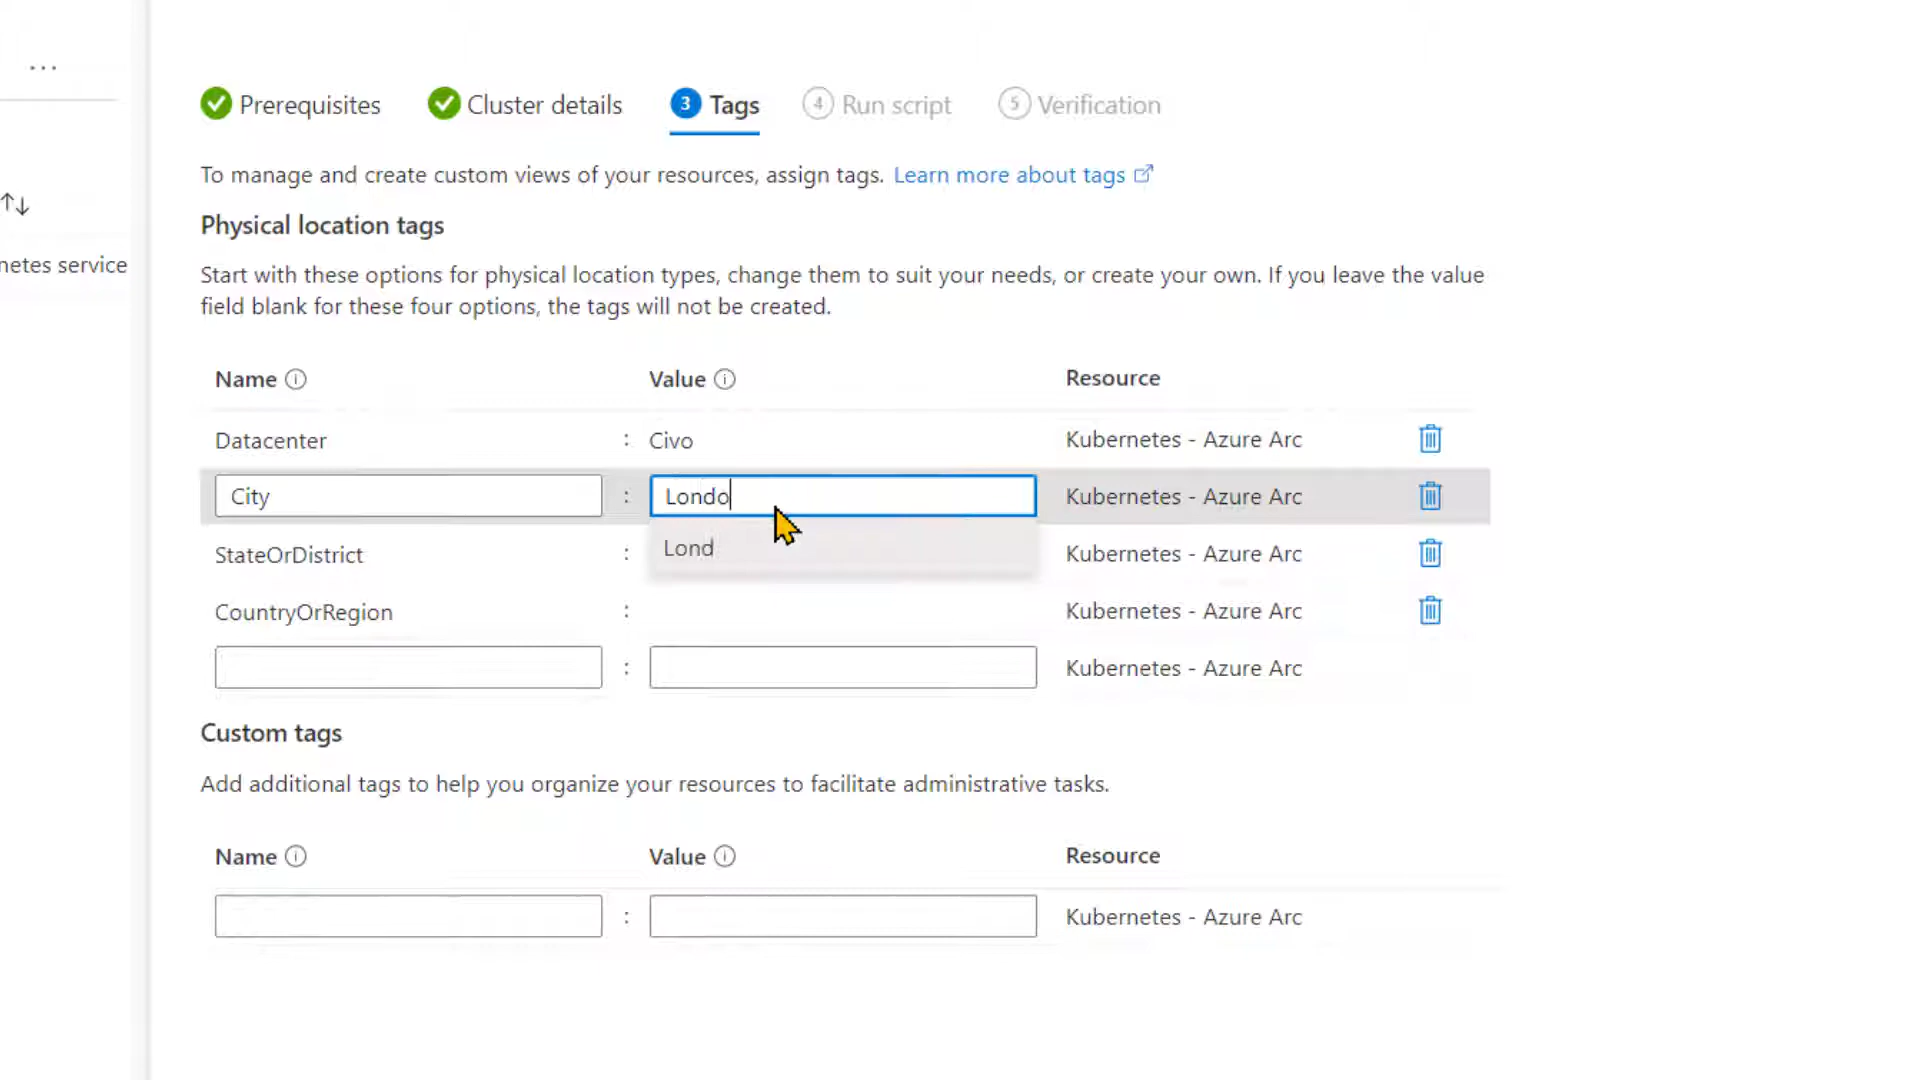 ...
Prerequisites Cluster details 3 Tags 4 Run script 5 Verification
To manage and create custom views of your resources, assign tags. Learn more about tags
Physical location tags
netes service
Start with these options for physical location types, change them to suit your needs, or create your own. If you leave the value
field blank for these four options, the tags will not be created.
Name Value Resource
Datacenter : Civo Kubernetes - Azure Arc
City : Londo Kubernetes - Azure Arc
Lond
StateOrDistrict : Kubernetes - Azure Arc
CountryOrRegion : Kubernetes - Azure Arc
: Kubernetes - Azure Arc
Custom tags
Add additional tags to help you organize your resources to facilitate administrative tasks.
Name Value Resource
: Kubernetes - Azure Arc